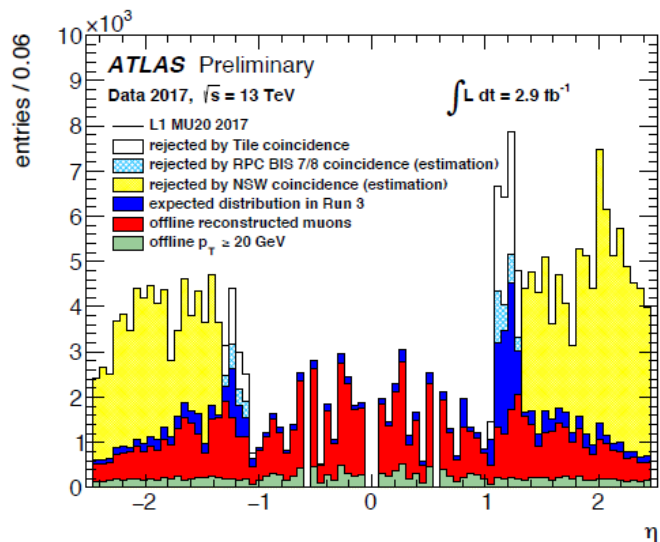 ×10³
entries / 0.06
10
9
8
7
6
5
4
3
2
1
0
ATLAS Preliminary
Data 2017, √s = 13 TeV
∫L dt = 2.9 fb⁻¹
L1 MU20 2017
rejected by Tile coincidence
rejected by RPC BIS 7/8 coincidence (estimation)
rejected by NSW coincidence (estimation)
expected distribution in Run 3
offline reconstructed muons
offline p_T ≥ 20 GeV
−2 −1 0 1 2
η